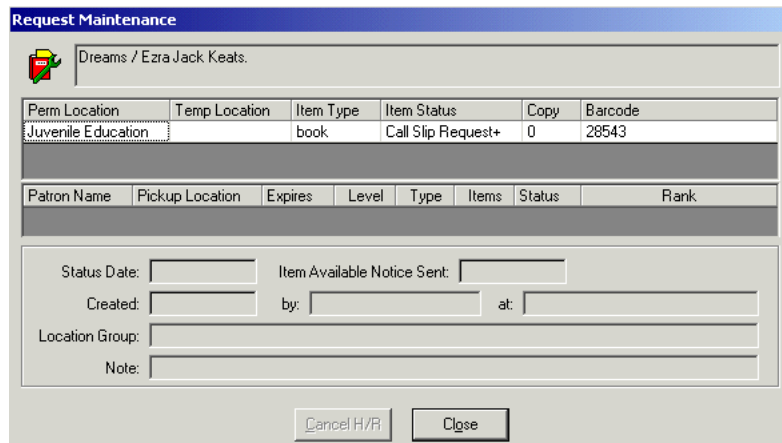 Request Maintenance
Dreams / Ezra Jack Keats.
Perm Location Temp Location Item Type Item Status Copy Barcode
Juvenile Education book Call Slip Request+ 0 28543
Patron Name Pickup Location Expires Level Type Items Status Rank
Status Date: Item Available Notice Sent:
Created: by: at:
Location Group:
Note:
Cancel H/R Close